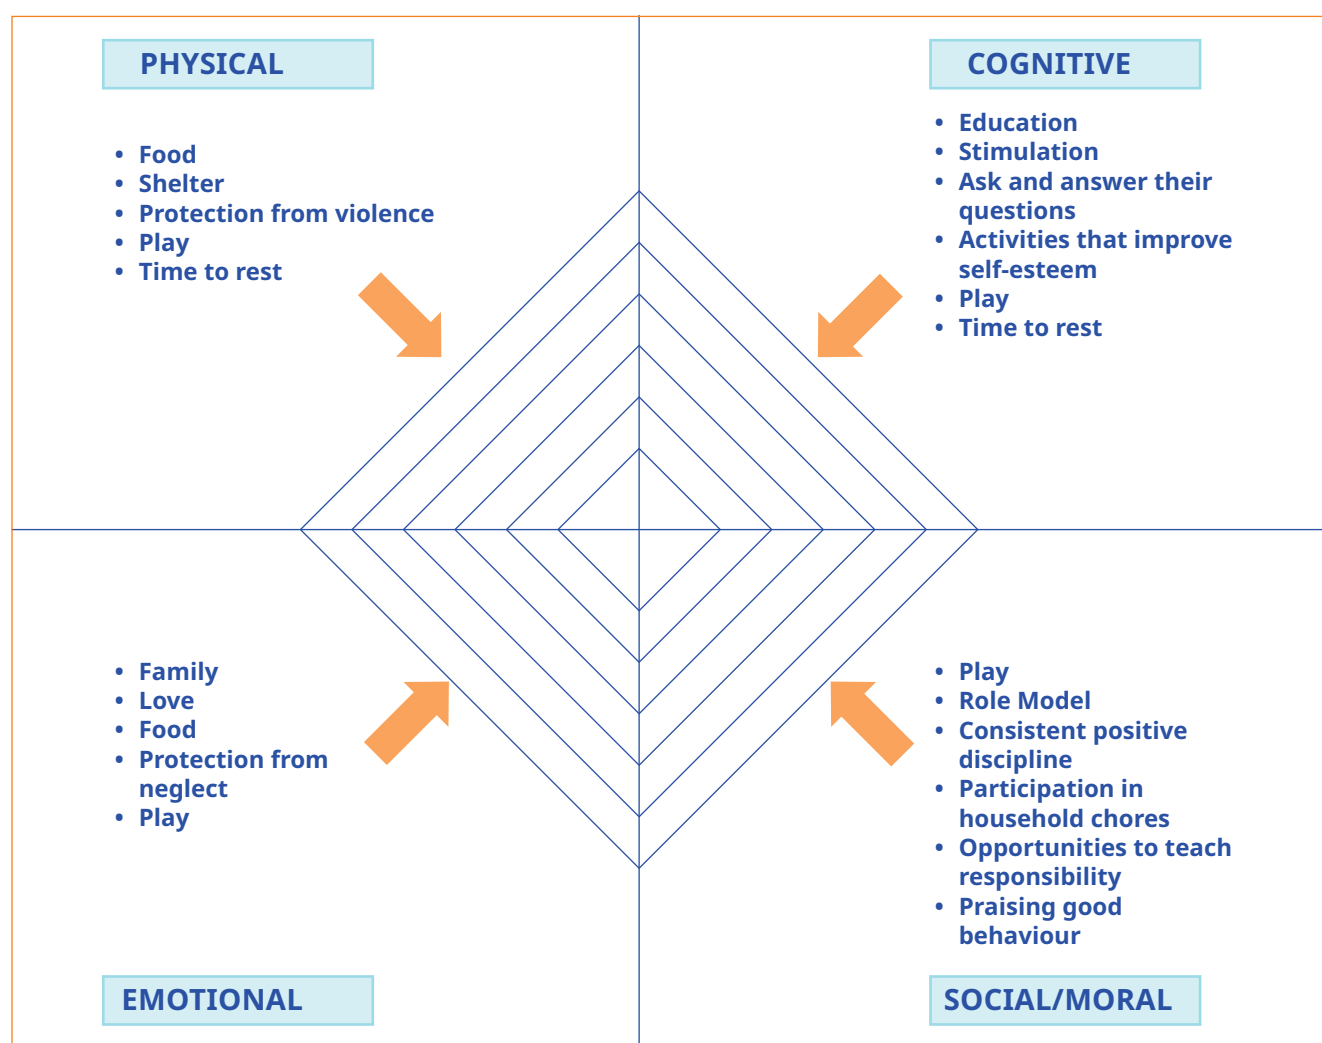 PHYSICAL
• Food
• Shelter
• Protection from violence
• Play
• Time to rest
COGNITIVE
• Education
• Stimulation
• Ask and answer their
questions
• Activities that improve
self-esteem
• Play
• Time to rest
• Family
• Love
• Food
• Protection from
neglect
• Play
EMOTIONAL
• Play
• Role Model
• Consistent positive
discipline
• Participation in
household chores
• Opportunities to teach
responsibility
• Praising good
behaviour
SOCIAL/MORAL